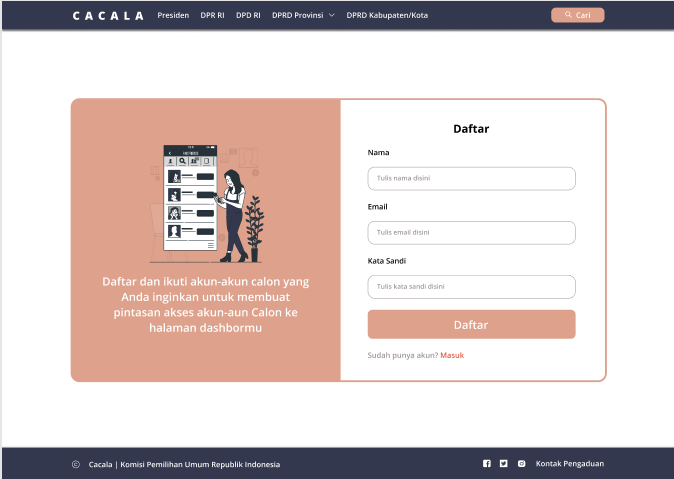 CACALA Presiden DPR RI DPD RI DPRD Provinsi DPRD Kabupaten/Kota Cari
Daftar dan ikuti akun-akun calon yang
Anda inginkan untuk membuat
pintasan akses akun-aun Calon ke
halaman dashbormu
Daftar
Nama
Tulis nama disini
Email
Tulis email disini
Kata Sandi
Tulis kata sandi disini
Daftar
Sudah punya akun? Masuk
© Cacala | Komisi Pemilihan Umum Republik Indonesia Kontak Pengaduan